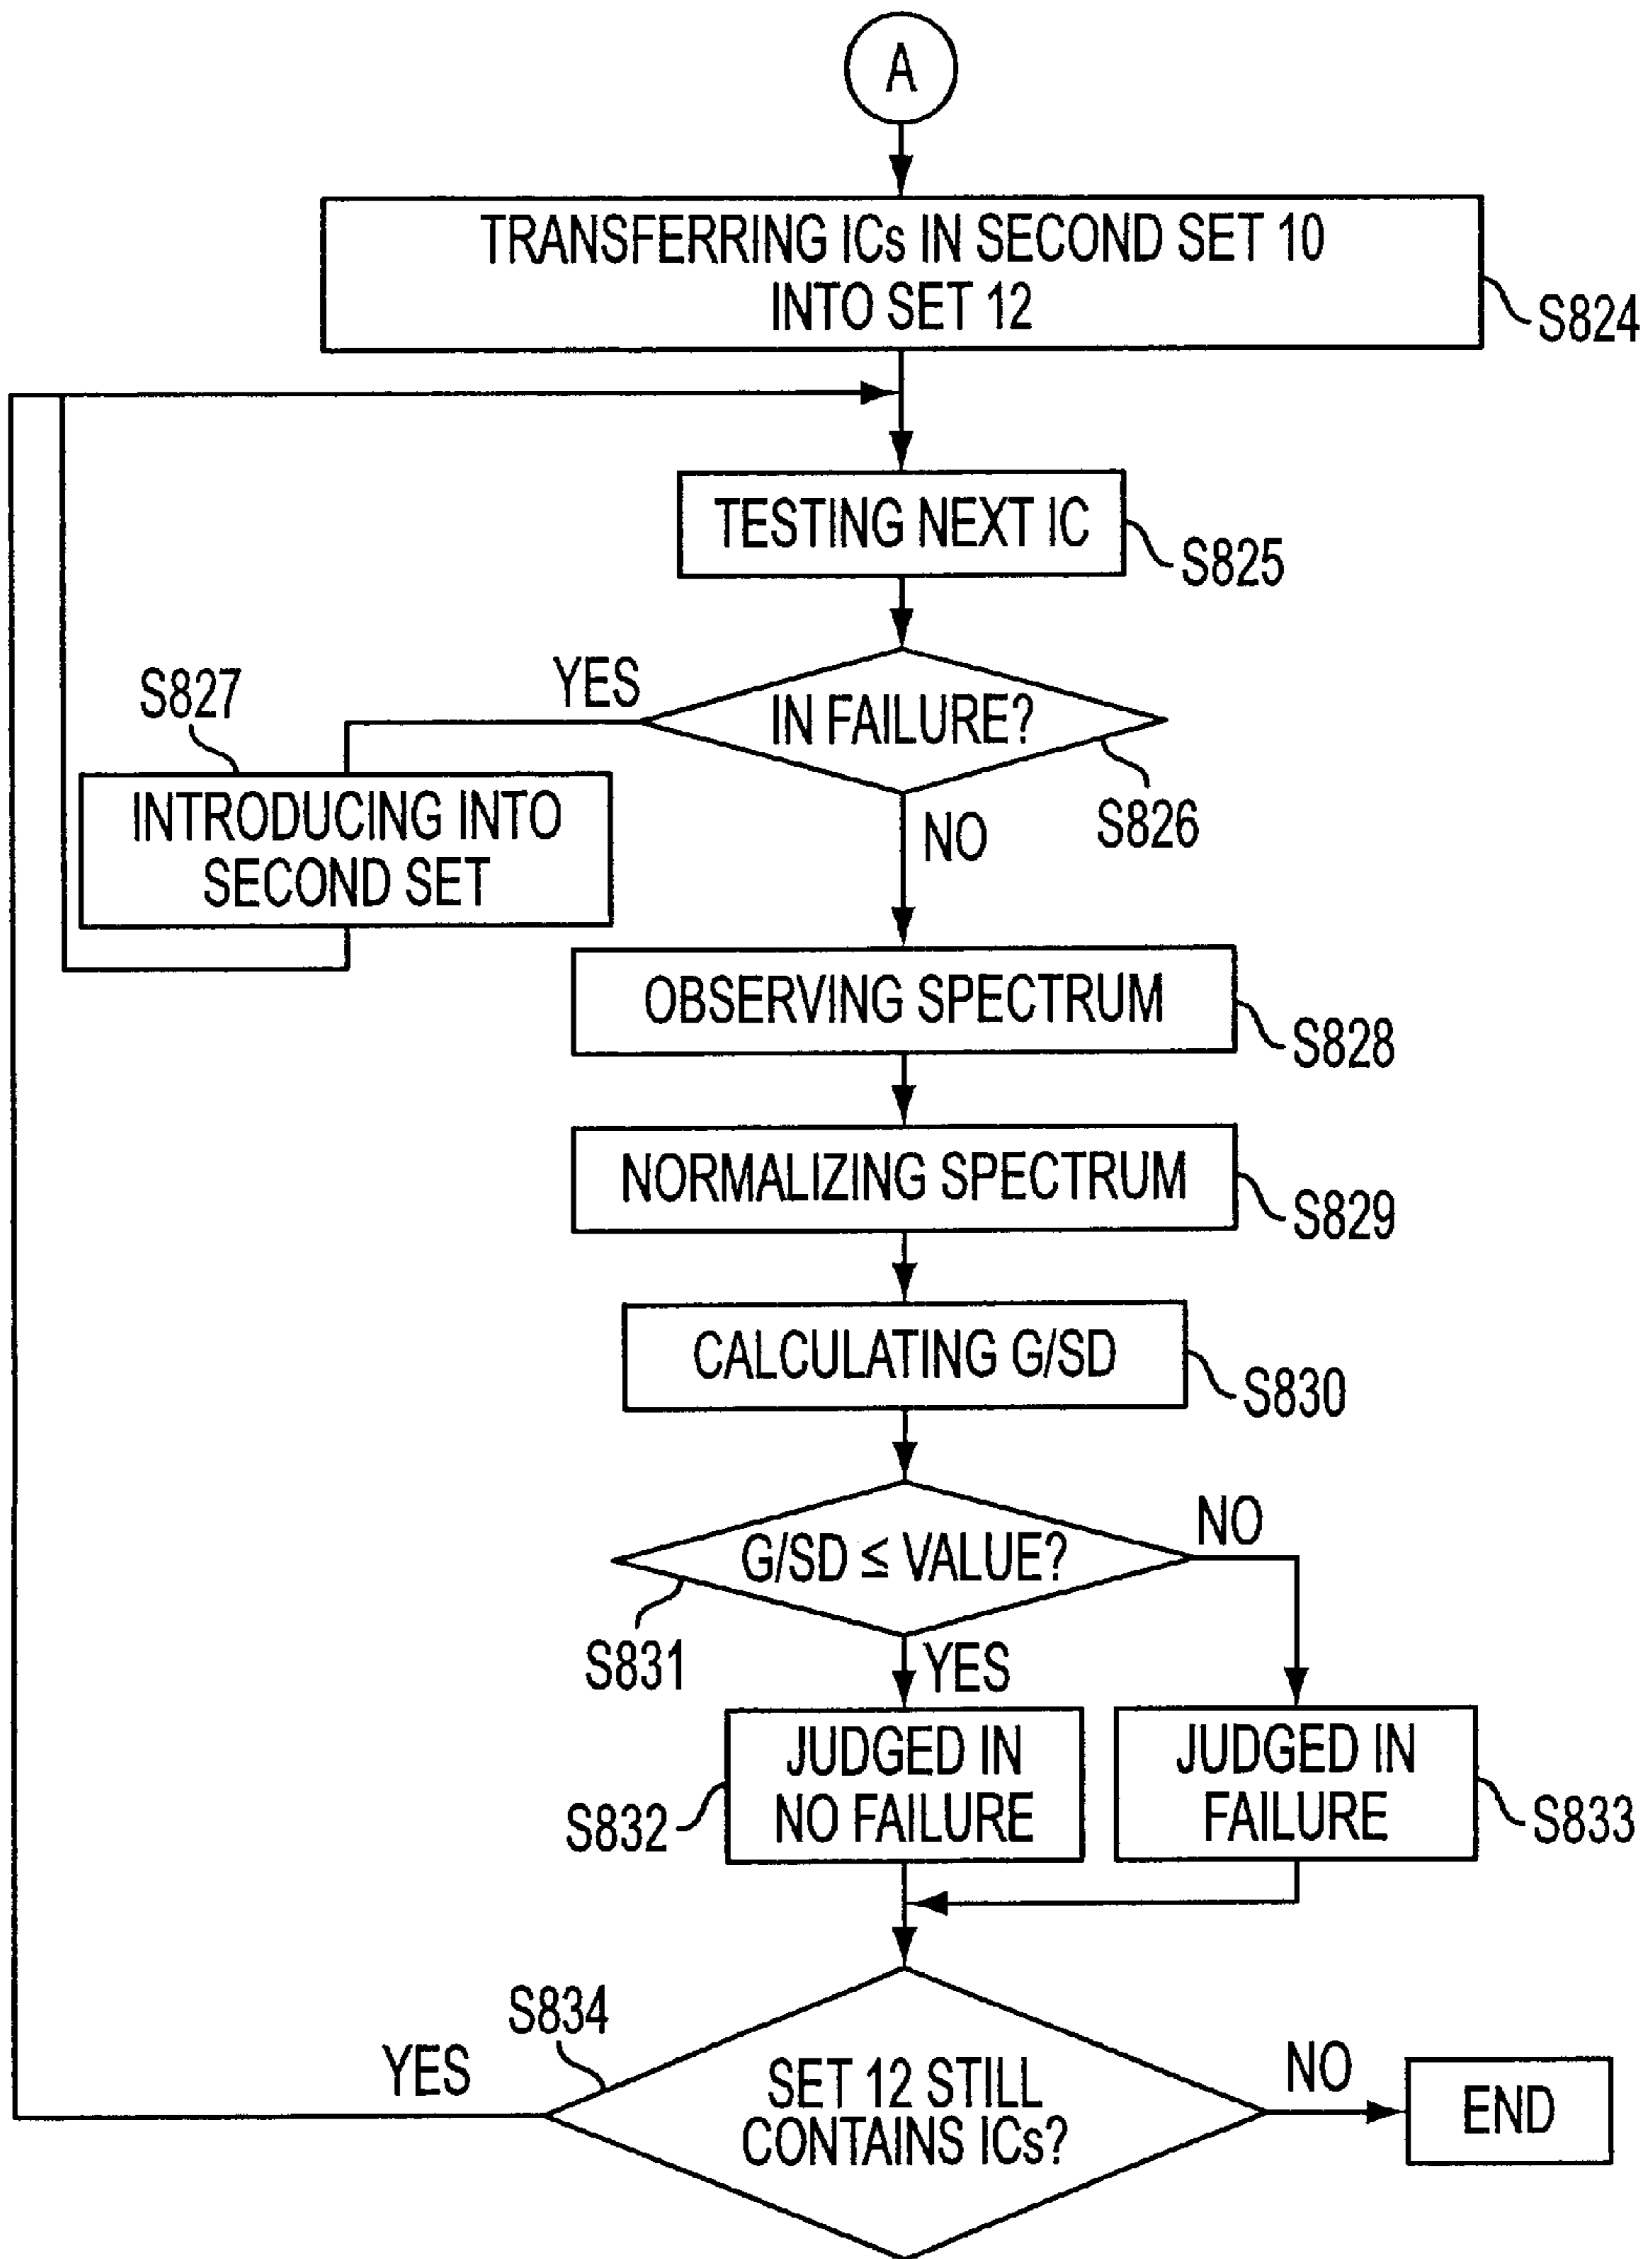 A
TRANSFERRING ICs IN SECOND SET 10
INTO SET 12
S824
TESTING NEXT IC
S825
S827
YES
IN FAILURE?
S826
INTRODUCING INTO
SECOND SET
NO
OBSERVING SPECTRUM
S828
NORMALIZING SPECTRUM
S829
CALCULATING G/SD
S830
G/SD ≤ VALUE?
NO
S831
YES
JUDGED IN
NO FAILURE
S832
JUDGED IN
FAILURE
S833
S834
YES
SET 12 STILL
CONTAINS ICs?
NO
END